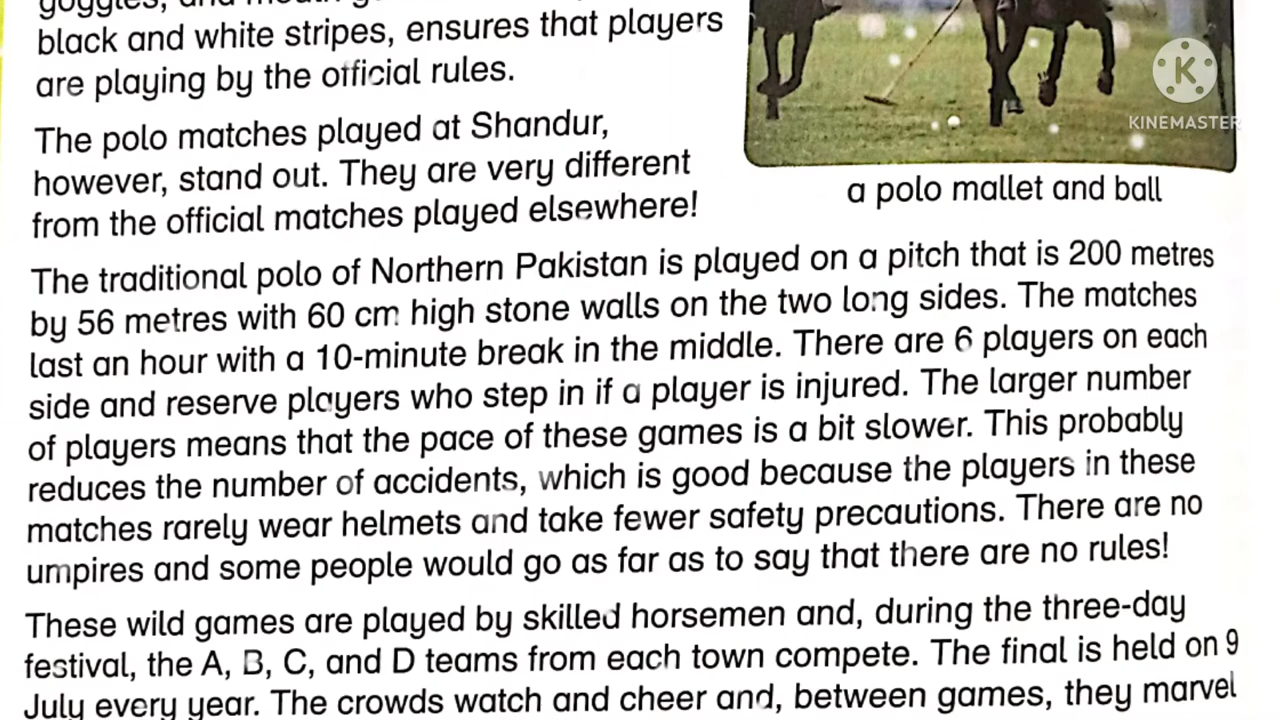 goggles, and mouth
black and white stripes, ensures that players
are playing by the official rules.
The polo matches played at Shandur,
however, stand out. They are very different
from the official matches played elsewhere!
K
KINEMASTER
a polo mallet and ball
The traditional polo of Northern Pakistan is played on a pitch that is 200 metres
by 56 metres with 60 cm high stone walls on the two long sides. The matches
last an hour with a 10-minute break in the middle. There are 6 players on each
side and reserve players who step in if a player is injured. The larger number
of players means that the pace of these games is a bit slower. This probably
reduces the number of accidents, which is good because the players in these
matches rarely wear helmets and take fewer safety precautions. There are no
umpires and some people would go as far as to say that there are no rules!
These wild games are played by skilled horsemen and, during the three-day
festival, the A, B, C, and D teams from each town compete. The final is held on 9
July every year. The crowds watch and cheer and, between games, they marvel